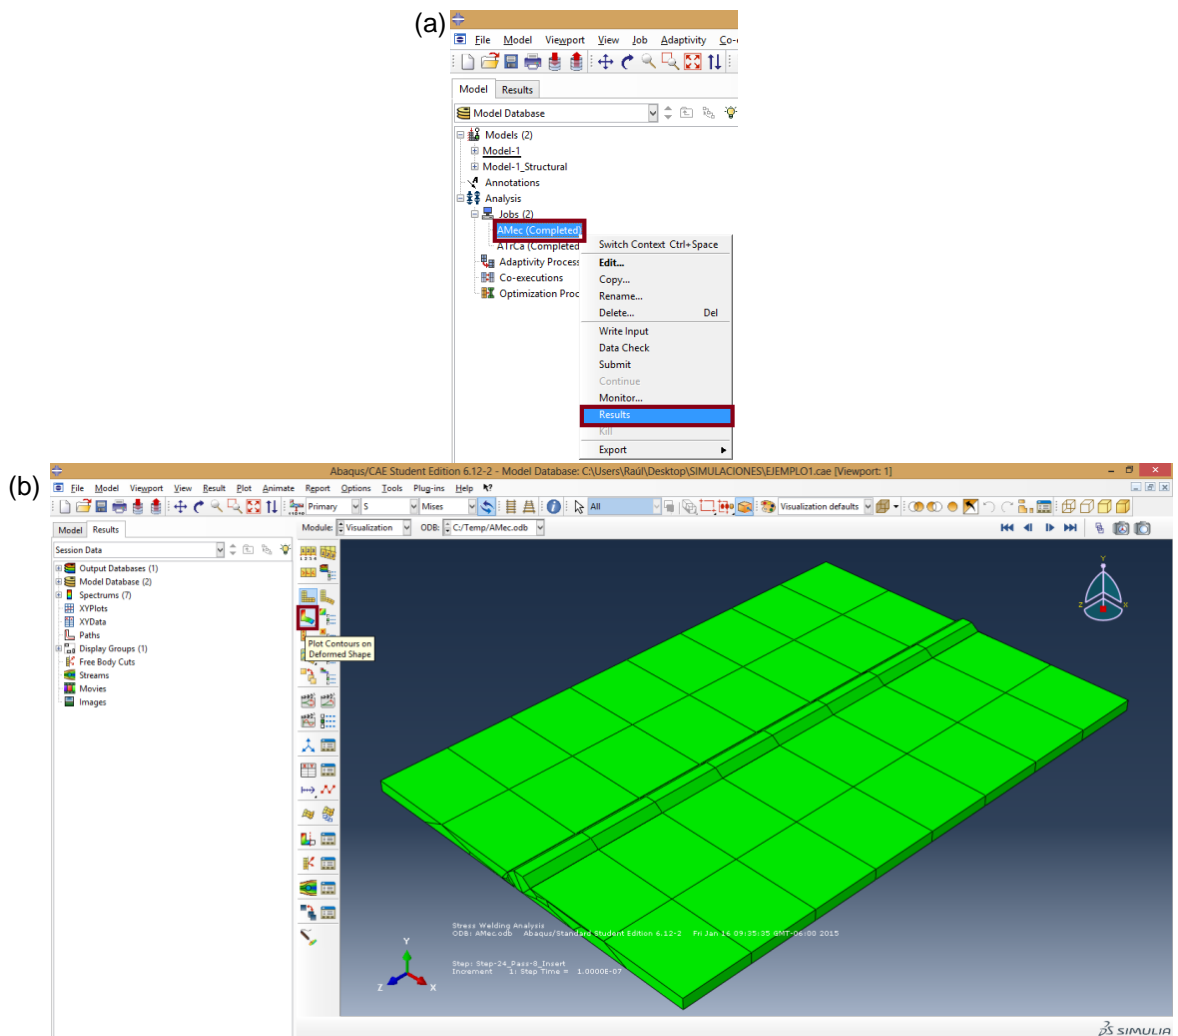 (a)
File Model Viewport View Job Adaptivity
Model Results
Model Database
Models (2)
Model-1
Model-1_Structural
Annotations
Analysis
Jobs (2)
AMec (Completed)
ATrCa (Completed
Adaptivity Process
Co-executions
Optimization Proc
Switch Context Ctrl+Space
Edit...
Copy...
Rename...
Delete... Del
Write Input
Data Check
Submit
Continue
Monitor...
Results
Kill
Export
(b)
Abaqus/CAE Student Edition 6.12-2 - Model Database: C:\Users\Raúl\Desktop\SIMULACIONES\EJEMPLO1.cae [Viewport: 1]
File Model Viewport View Result Plot Animate Report Options Tools Plug-ins Help
Primary S Mises All Visualization defaults
Model Results
Module: Visualization ODB: C:/Temp/AMec.odb
Session Data
Output Databases (1)
Model Database (2)
Spectrums (7)
XYPlots
XYData
Paths
Display Groups (1)
Free Body Cuts
Streams
Movies
Images
Plot Contours on
Deformed Shape
Y
Z X
Stress Welding Analysis
ODB: AMec.odb Abaqus/Standard Student Edition 6.12-2 Fri Jan 16 09:35:35 GMT-06:00 2015
Y
Step: Step-24_Pass-8_Insert
Increment 1: Step Time = 1.0000E-07
Z X
SIMULIA